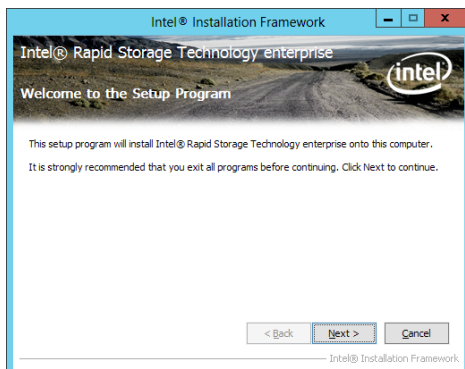 Intel® Installation Framework
Intel® Rapid Storage Technology enterprise
intel
Welcome to the Setup Program
This setup program will install Intel® Rapid Storage Technology enterprise onto this computer.
It is strongly recommended that you exit all programs before continuing. Click Next to continue.
< Back Next > Cancel
Intel® Installation Framework